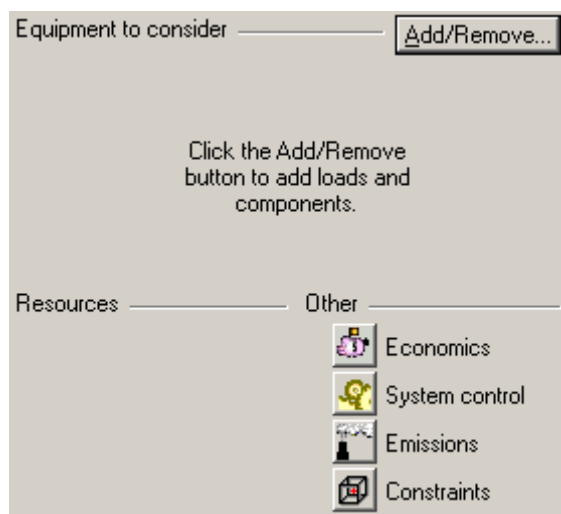 Equipment to consider
Add/Remove...
Click the Add/Remove
button to add loads and
components.
Resources
Other
Economics
System control
Emissions
Constraints